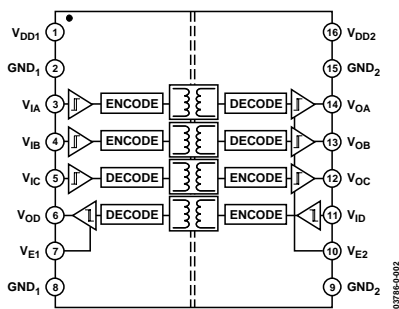 VDD1 1 16 VDD2
GND1 2 15 GND2
VIA 3 ENCODE DECODE 14 VOA
VIB 4 ENCODE DECODE 13 VOB
VIC 5 DECODE ENCODE 12 VOC
VOD 6 DECODE ENCODE 11 VID
VE1 7 10 VE2
GND1 8 9 GND2
03786-0-002